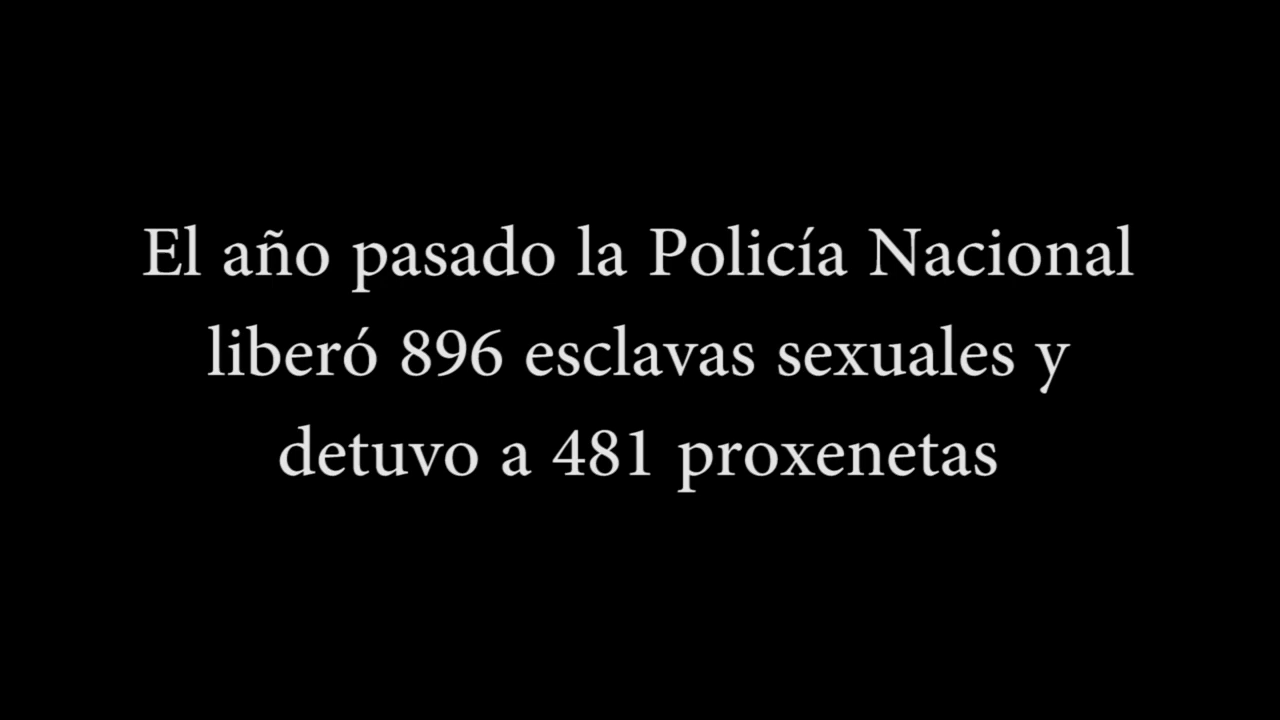 El año pasado la Policía Nacional
liberó 896 esclavas sexuales y
detuvo a 481 proxenetas